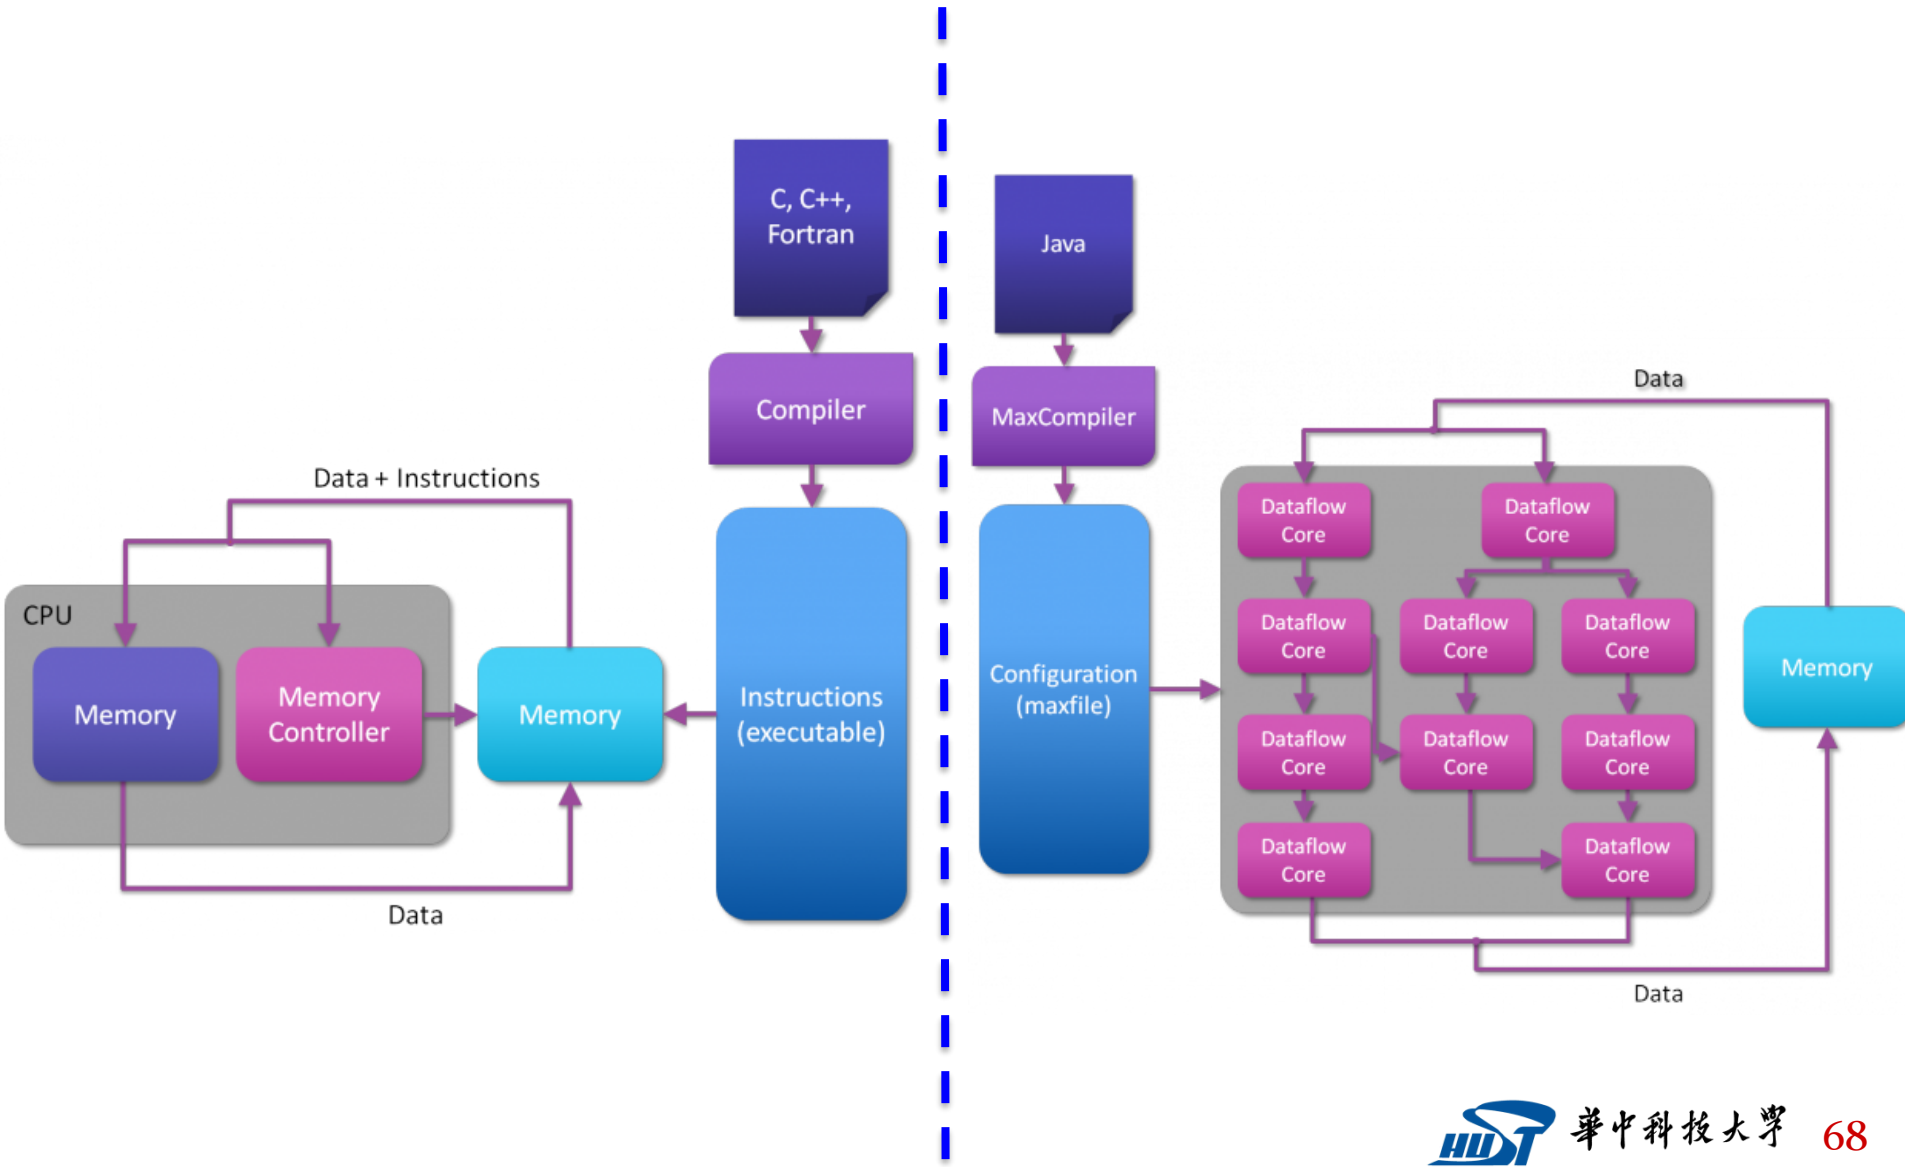 C, C++,
Fortran
Compiler
Data + Instructions
CPU
Memory
Memory
Controller
Memory
Instructions
(executable)
Data
Java
MaxCompiler
Configuration
(maxfile)
Data
Dataflow
Core
Dataflow
Core
Dataflow
Core
Dataflow
Core
Dataflow
Core
Dataflow
Core
Dataflow
Core
Dataflow
Core
Dataflow
Core
Dataflow
Core
Memory
Data
HUST
華中科技大学
68